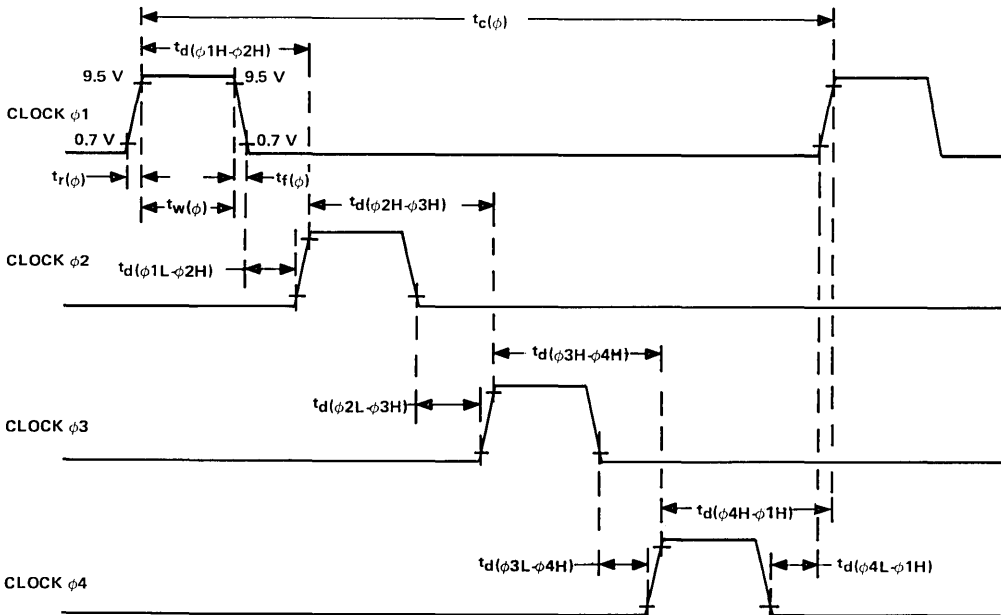 tc(ϕ)
td(ϕ1H-ϕ2H)
9.5 V
9.5 V
CLOCK ϕ1
0.7 V
0.7 V
tr(ϕ)
tf(ϕ)
tw(ϕ)
td(ϕ2H-ϕ3H)
CLOCK ϕ2
td(ϕ1L-ϕ2H)
td(ϕ3H-ϕ4H)
td(ϕ2L-ϕ3H)
CLOCK ϕ3
td(ϕ4H-ϕ1H)
td(ϕ3L-ϕ4H)
td(ϕ4L-ϕ1H)
CLOCK ϕ4